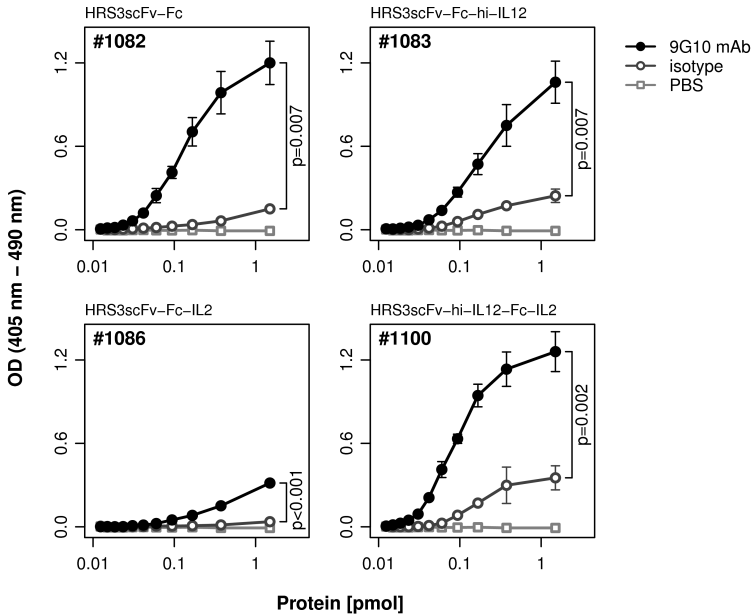 HRS3scFv−Fc
#1082
1.2
0.6
0.0
p=0.007
0.01 0.1 1
HRS3scFv−Fc−hi−IL12
#1083
1.2
0.6
0.0
p=0.007
0.01 0.1 1
9G10 mAb
isotype
PBS
OD (405 nm − 490 nm)
HRS3scFv−Fc−IL2
#1086
1.2
0.6
0.0
p<0.001
0.01 0.1 1
HRS3scFv−hi−IL12−Fc−IL2
#1100
1.2
0.6
0.0
p=0.002
0.01 0.1 1
Protein [pmol]